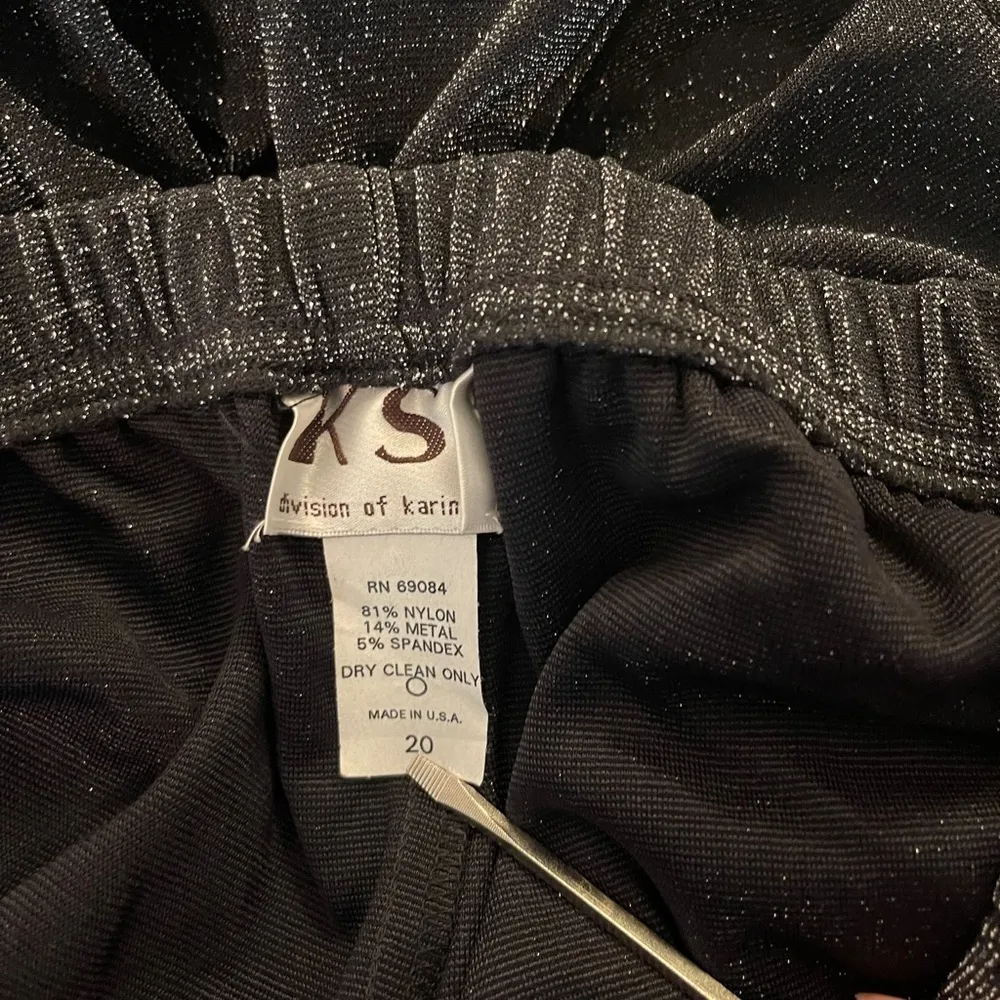 KS
division of karin
RN 69084
81% NYLON
14% METAL
5% SPANDEX
DRY CLEAN ONLY
MADE IN U.S.A.
20